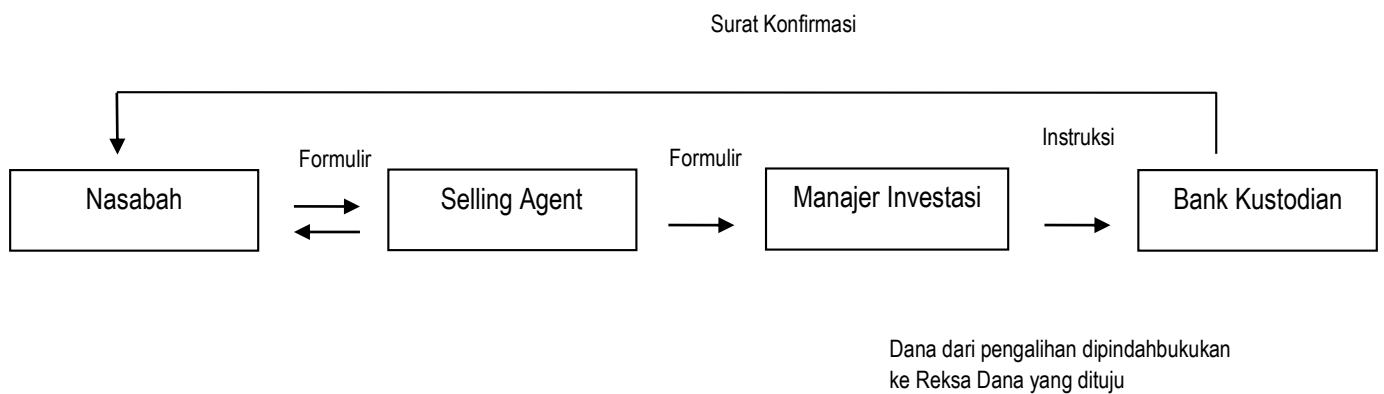 Surat Konfirmasi
Instruksi
Formulir
Formulir
Nasabah
Selling Agent
Manajer Investasi
Bank Kustodian
Dana dari pengalihan dipindahbukukan
ke Reksa Dana yang dituju